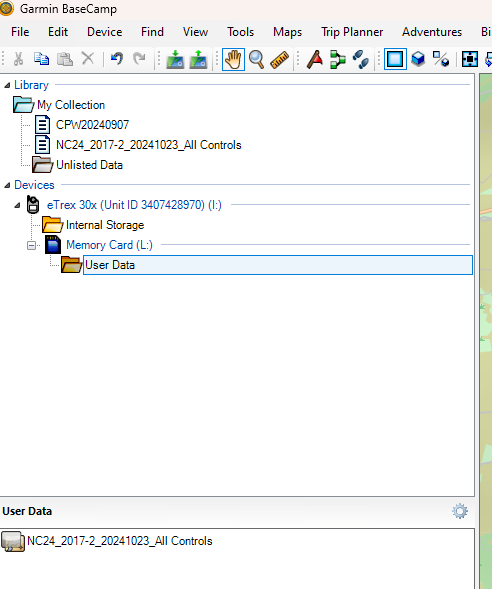 Garmin BaseCamp
File Edit Device Find View Tools Maps Trip Planner Adventures Bi
Library
My Collection
CPW20240907
NC24_2017-2_20241023_All Controls
Unlisted Data
Devices
eTrex 30x (Unit ID 3407428970) (I:)
Internal Storage
Memory Card (L:)
User Data
User Data
NC24_2017-2_20241023_All Controls